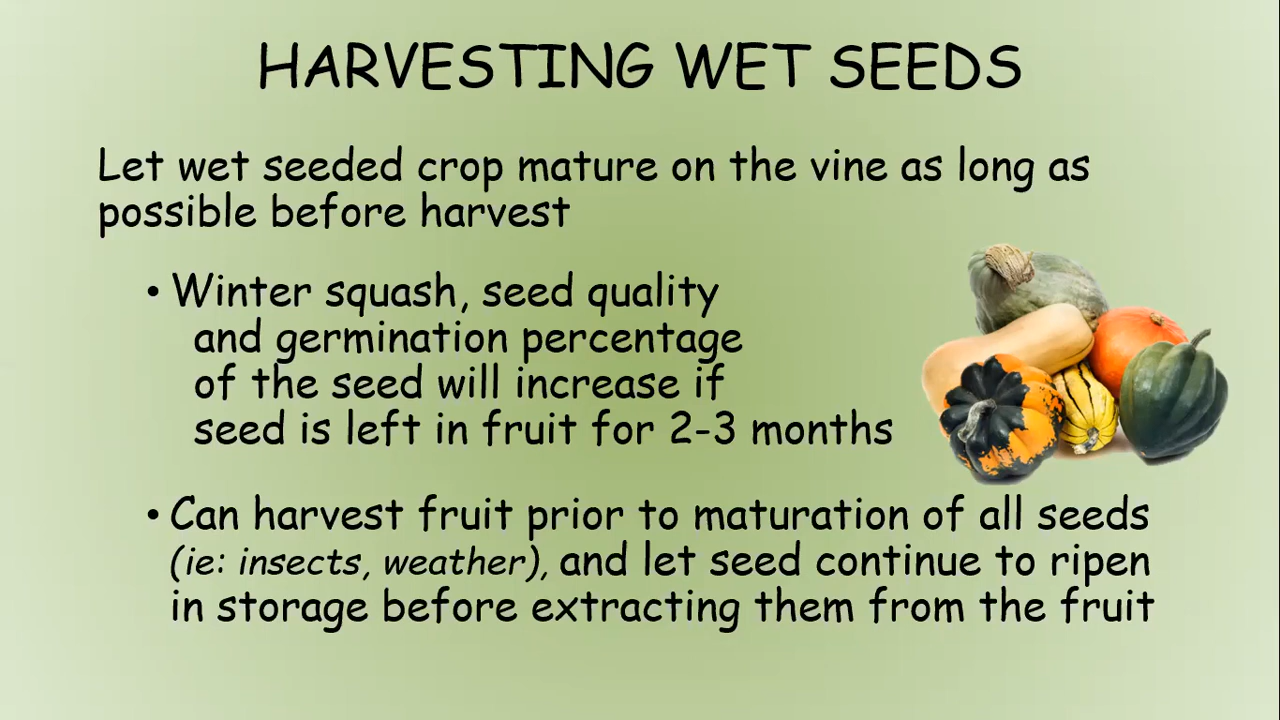 HARVESTING WET SEEDS
Let wet seeded crop mature on the vine as long as
possible before harvest
• Winter squash, seed quality
and germination percentage
of the seed will increase if
seed is left in fruit for 2-3 months
• Can harvest fruit prior to maturation of all seeds
(ie: insects, weather), and let seed continue to ripen
in storage before extracting them from the fruit